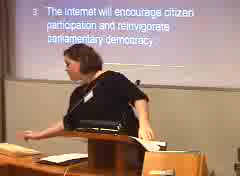 3. The Internet will encourage citizen
participation and reinvigorate
parliamentary democracy